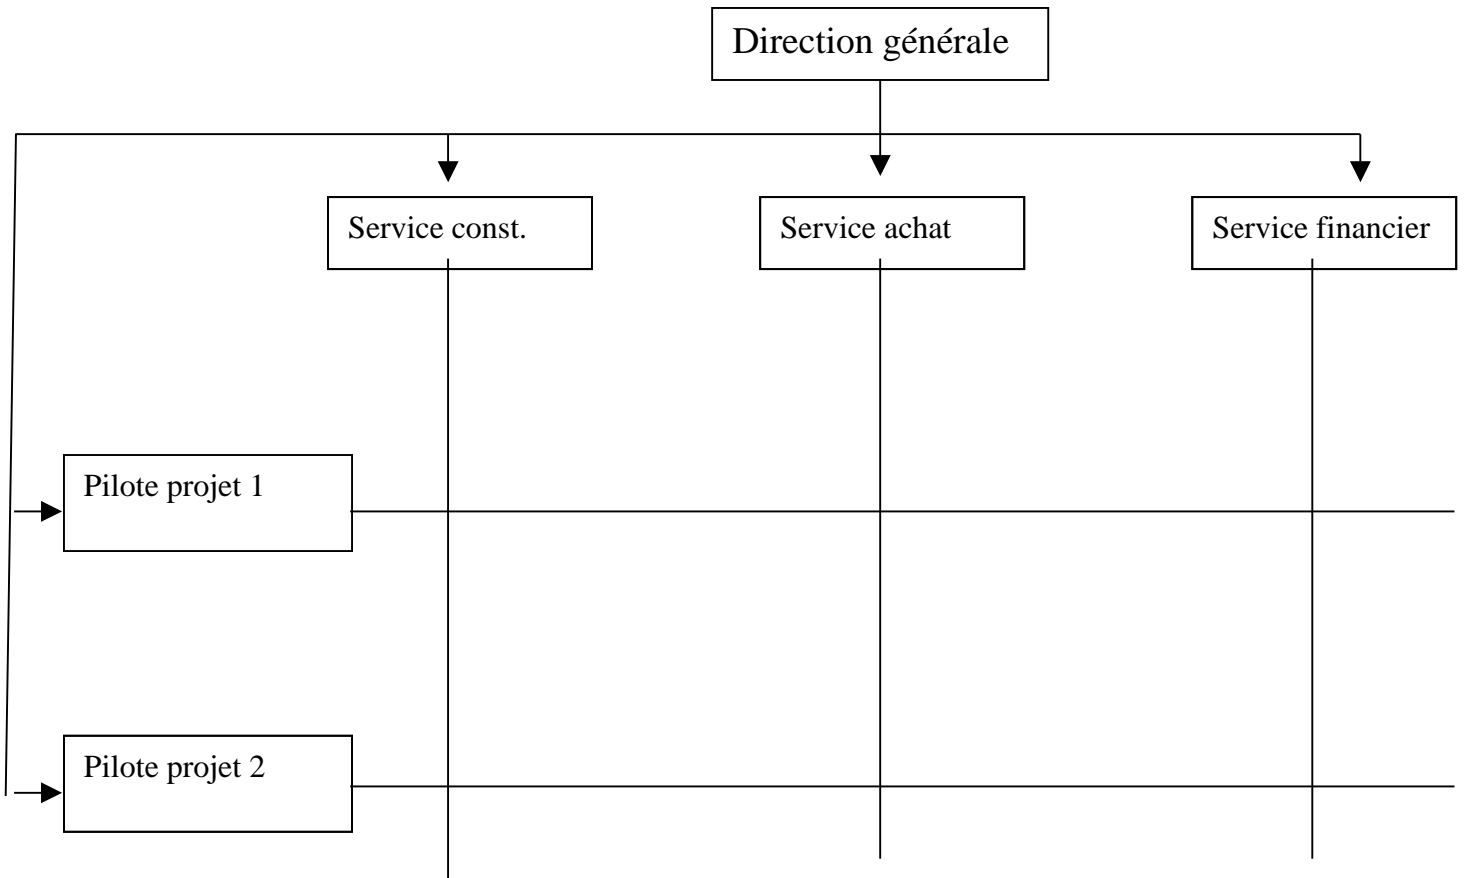 Direction générale
Service const.
Service achat
Service financier
Pilote projet 1
Pilote projet 2